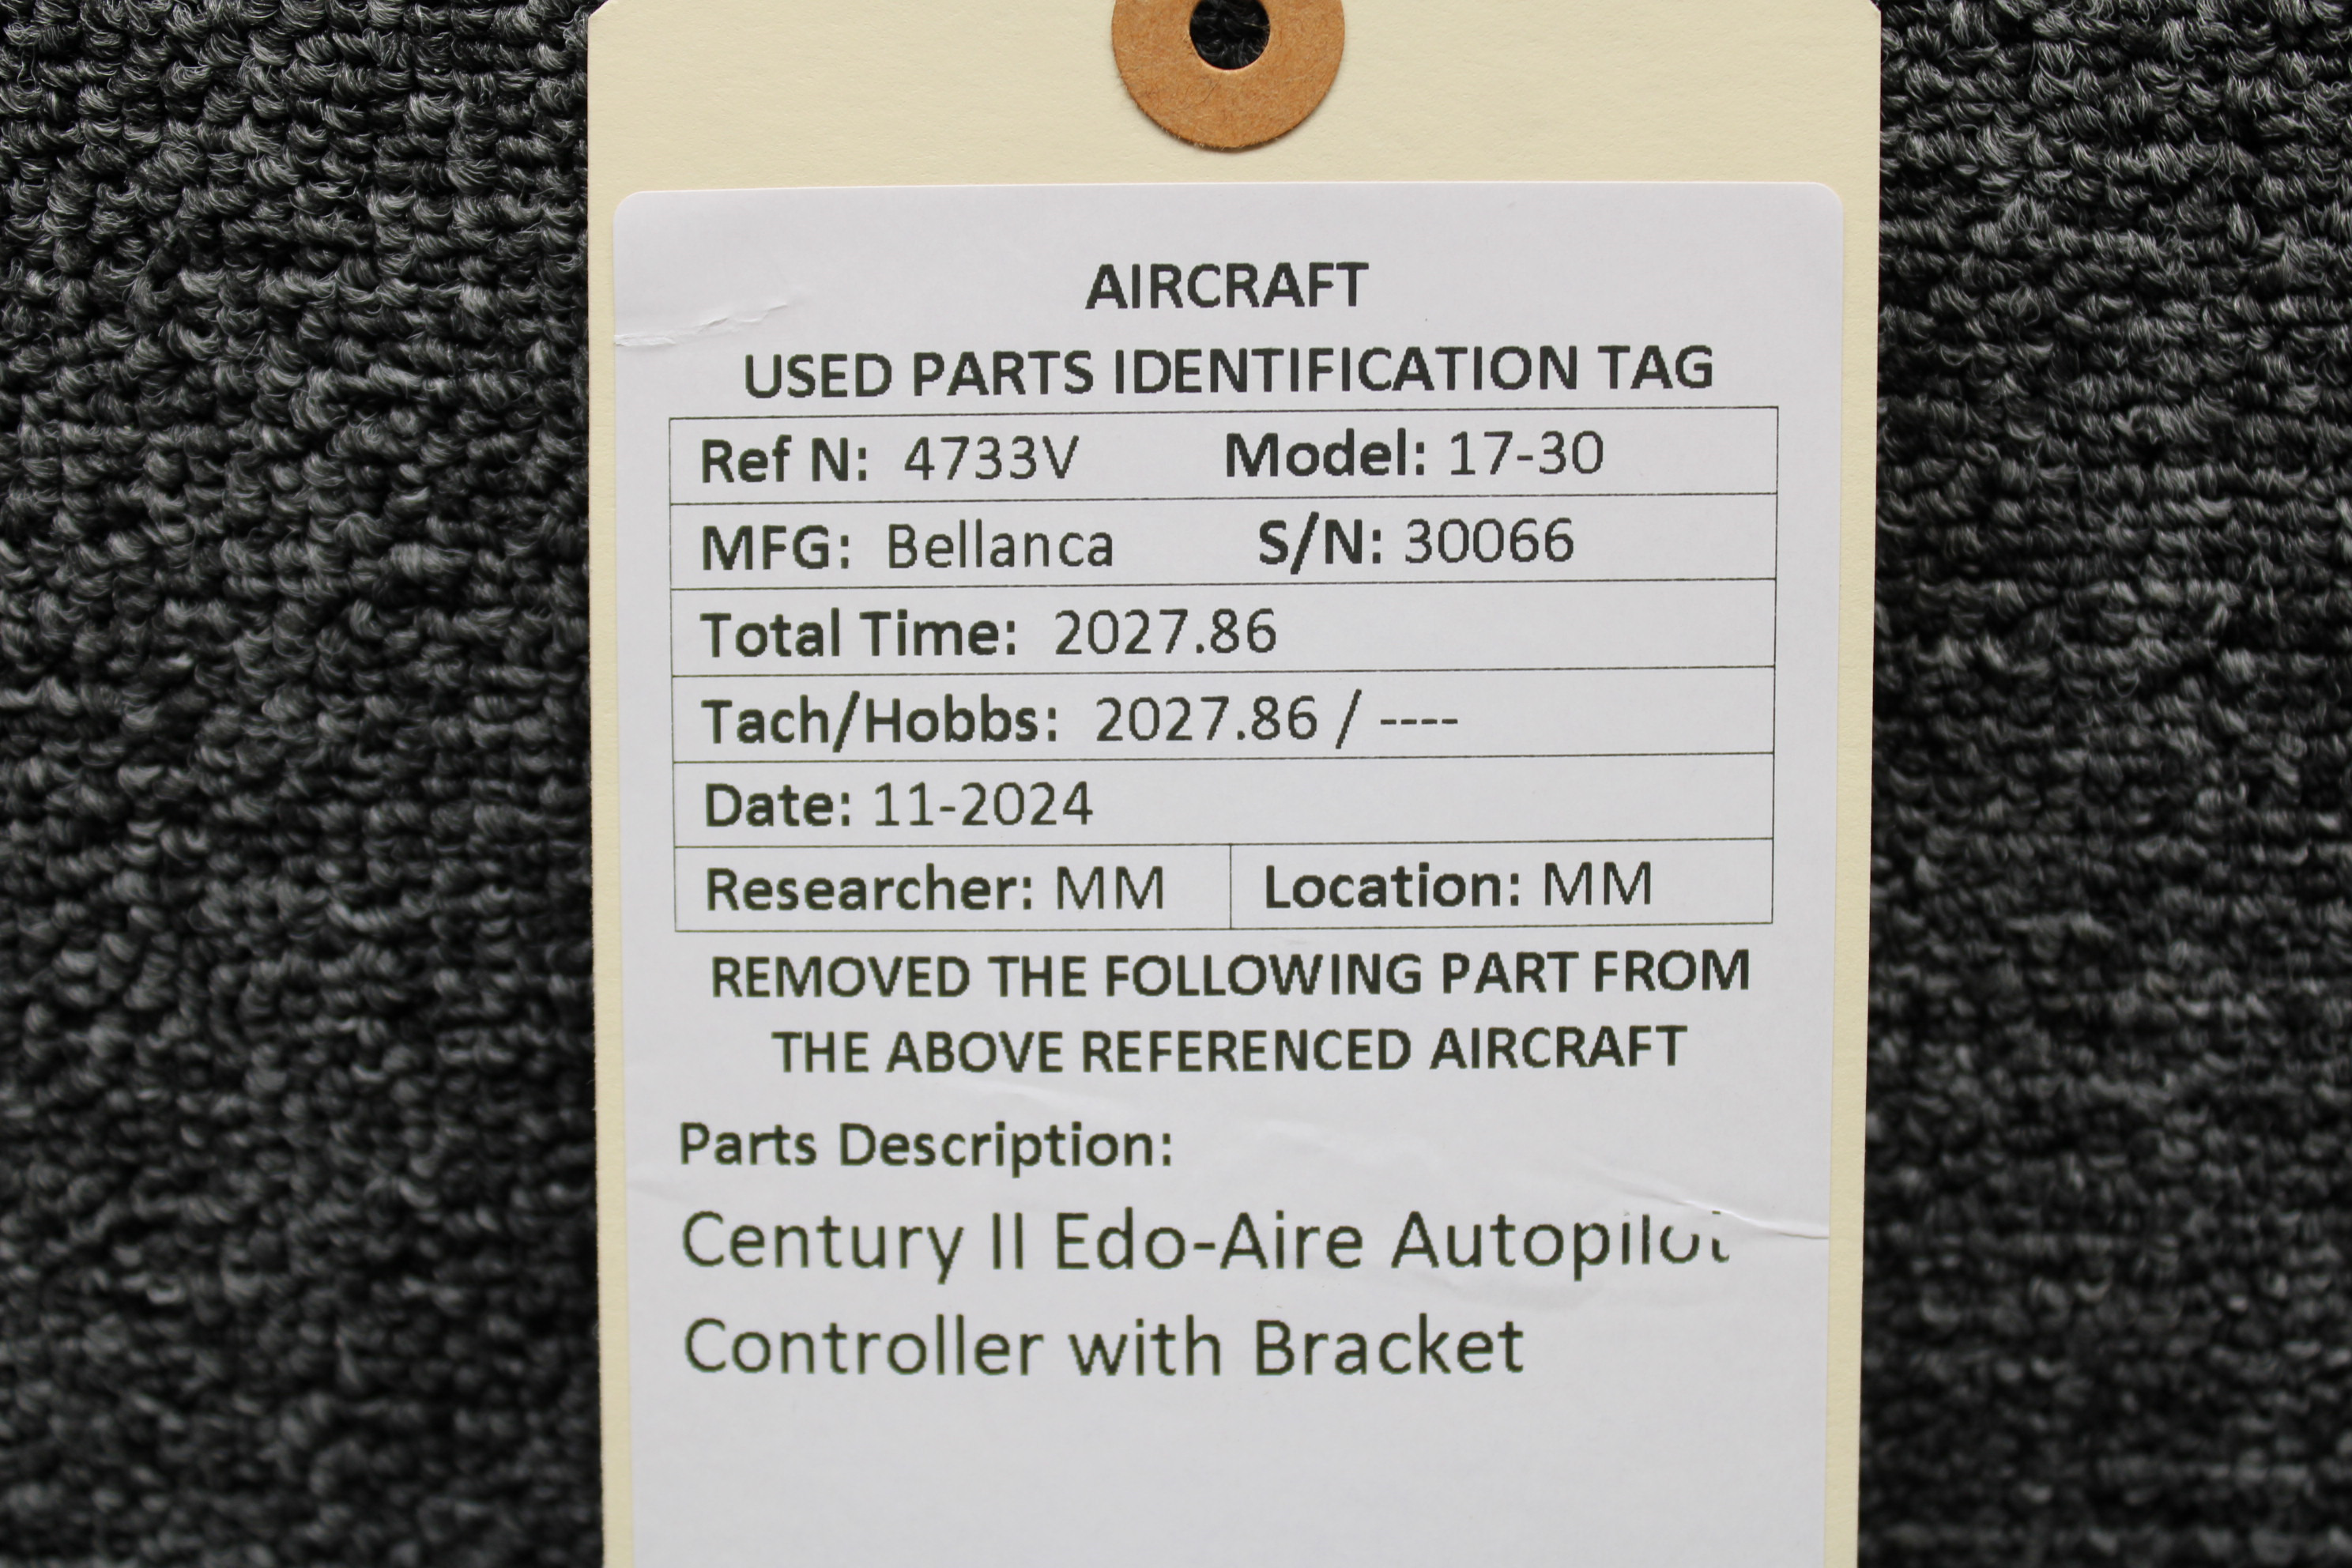 AIRCRAFT
USED PARTS IDENTIFICATION TAG
Ref N: 4733V Model: 17-30
MFG: Bellanca S/N: 30066
Total Time: 2027.86
Tach/Hobbs: 2027.86 / ----
Date: 11-2024
Researcher: MM Location: MM
REMOVED THE FOLLOWING PART FROM
THE ABOVE REFERENCED AIRCRAFT
Parts Description:
Century II Edo-Aire Autopilot
Controller with Bracket